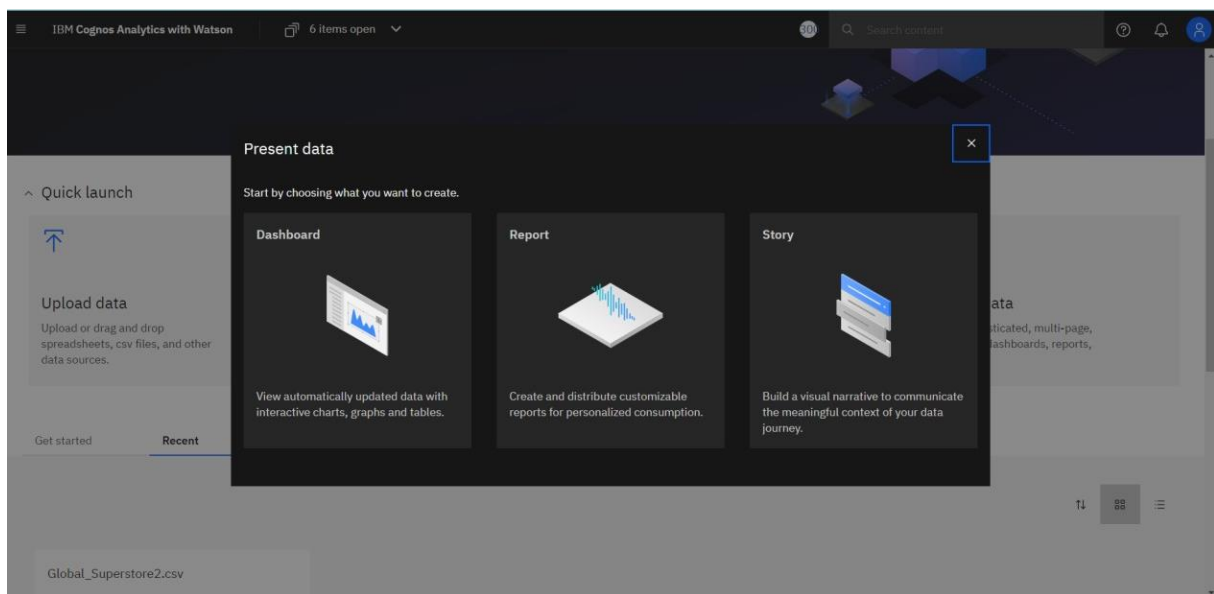 IBM Cognos Analytics with Watson
6 items open
Search content
Present data
Start by choosing what you want to create.
Dashboard
View automatically updated data with
interactive charts, graphs and tables.
Report
Create and distribute customizable
reports for personalized consumption.
Story
Build a visual narrative to communicate
the meaningful context of your data
journey.
Quick launch
Upload data
Upload or drag and drop
spreadsheets, csv files, and other
data sources.
ata
sticated, multi-page,
lashboards, reports,
Get started
Recent
Global_Superstore2.csv